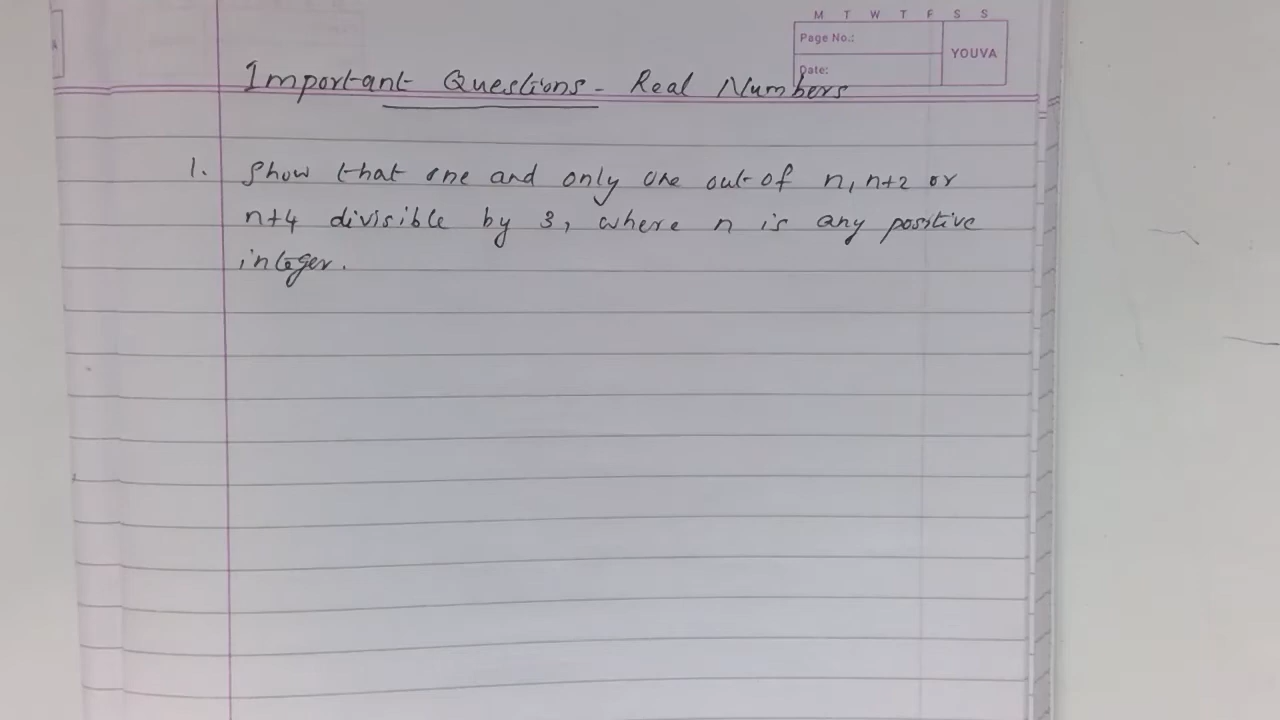 M T W T F S S
Page No.:
YOUVA
Date:
Important Questions - Real Numbers
1. Show that one and only one out of n, n+2 or
n+4 divisible by 3, where n is any positive
integer.